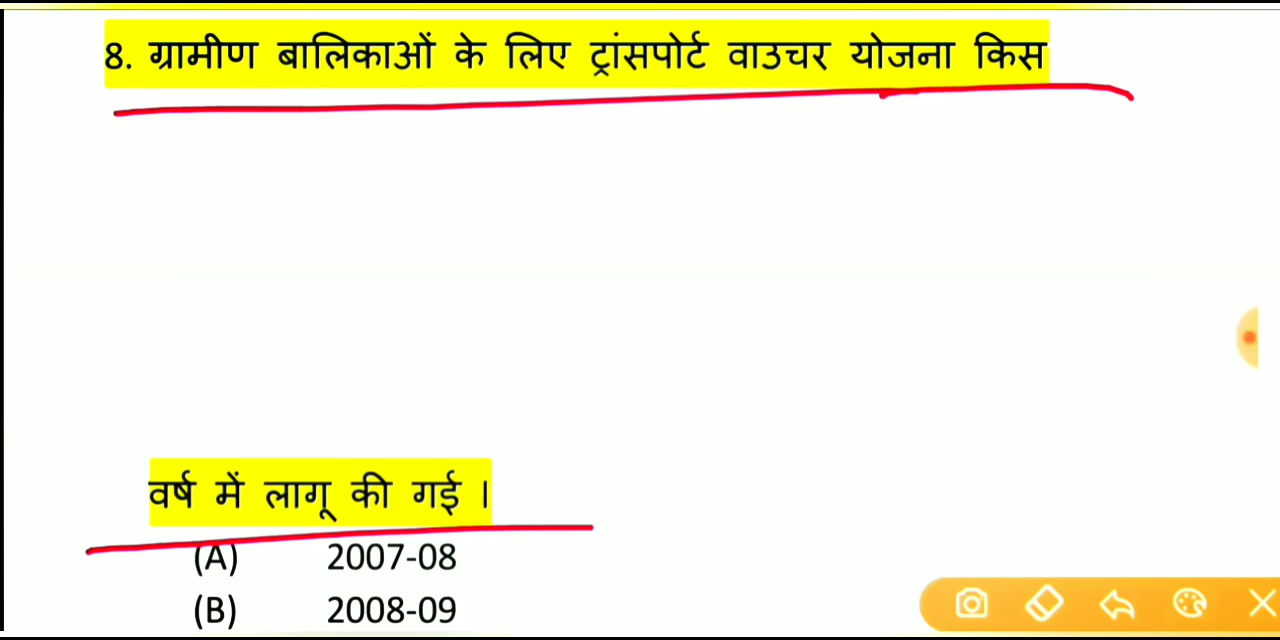 8. ग्रामीण बालिकाओं के लिए ट्रांसपोर्ट वाउचर योजना किस
वर्ष में लागू की गई ।
(A) 2007-08
(B) 2008-09